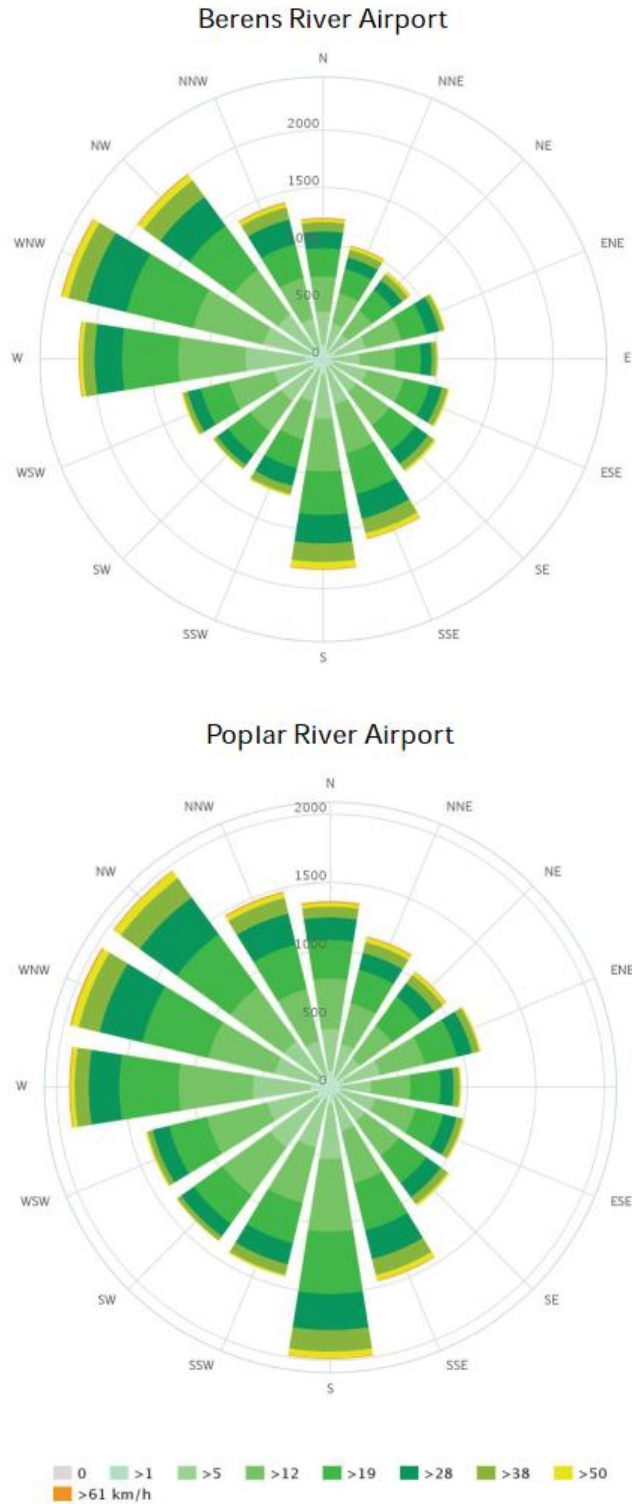 Berens River Airport
N
NNW
NNE
2000
NW
NE
1500
WNW
ENE
500
0
W
E
WSW
ESE
SW
SE
SSW
SSE
S
Poplar River Airport
N
2000
NNW
NNE
NW
1500
NE
1000
WNW
ENE
500
0
W
E
WSW
ESE
SW
SE
SSW
SSE
S
0 >1 >5 >12 >19 >28 >38 >50
>61 km/h